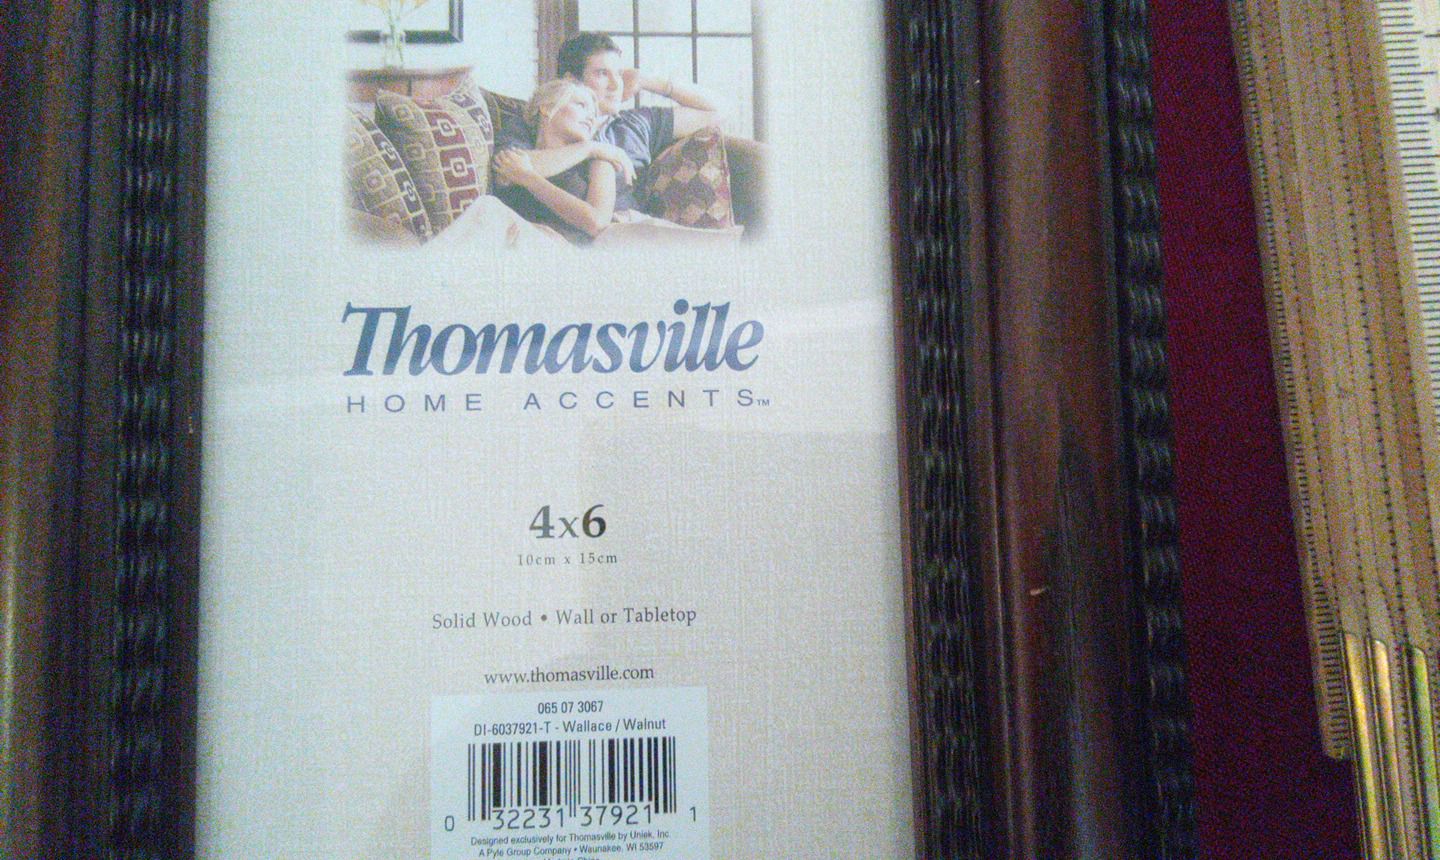 Thomasville
HOME ACCENTS™
4x6
10cm x 15cm
Solid Wood • Wall or Tabletop
www.thomasville.com
065 07 3067
DI-6037921-T - Wallace / Walnut
0 32231 37921 1
Designed exclusively for Thomasville by Uniek, Inc.
A Pyle Group Company • Waunakee, WI 53597